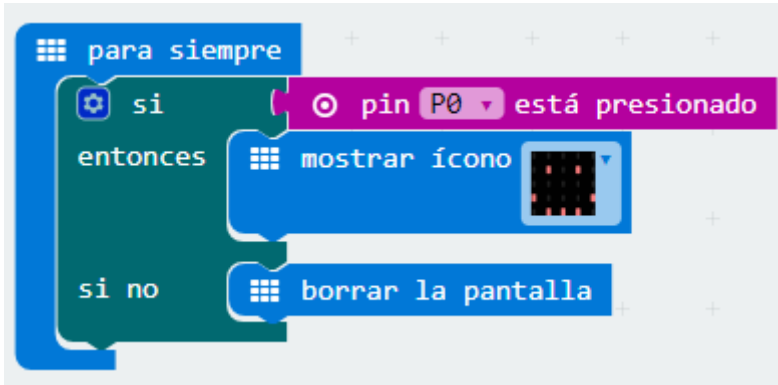 para siempre
si pin P0 está presionado
entonces mostrar ícono
si no borrar la pantalla